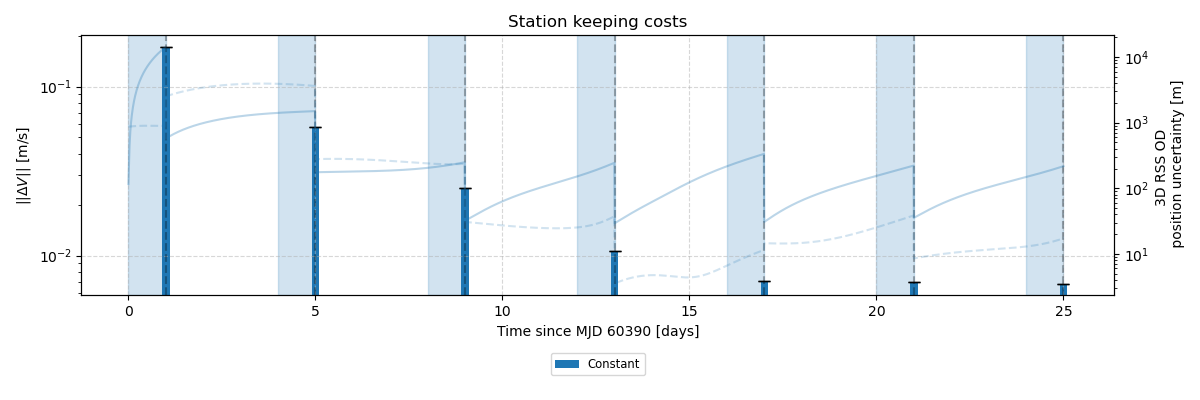 Station keeping costs
||ΔV|| [m/s]
10⁻¹
10⁻²
10⁴
10³
10²
10¹
3D RSS OD
position uncertainty [m]
0 5 10 15 20 25
Time since MJD 60390 [days]
Constant